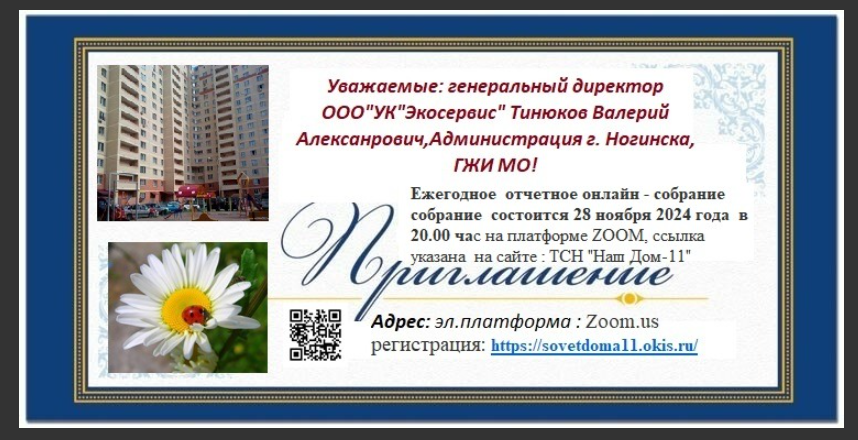 Уважаемые: генеральный директор
ООО"УК"Экосервис" Тинюков Валерий
Алексанрович,Администрация г. Ногинска,
ГЖИ МО!
Ежегодное отчетное онлайн - собрание
собрание состоится 28 ноября 2024 года в
20.00 час на платформе ZOOM, ссылка
указана на сайте : ТСН "Наш Дом-11"
Приглашение
Адрес: эл.платформа : Zoom.us
регистрация: https://sovetdoma11.okis.ru/